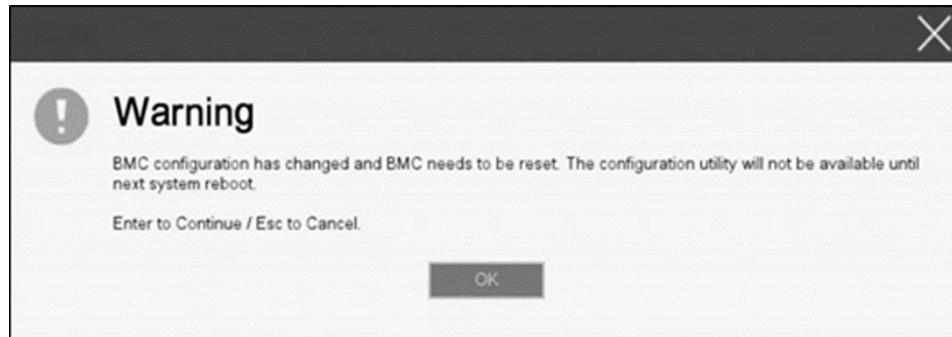 Warning
BMC configuration has changed and BMC needs to be reset. The configuration utility will not be available until
next system reboot.
Enter to Continue / Esc to Cancel.
OK